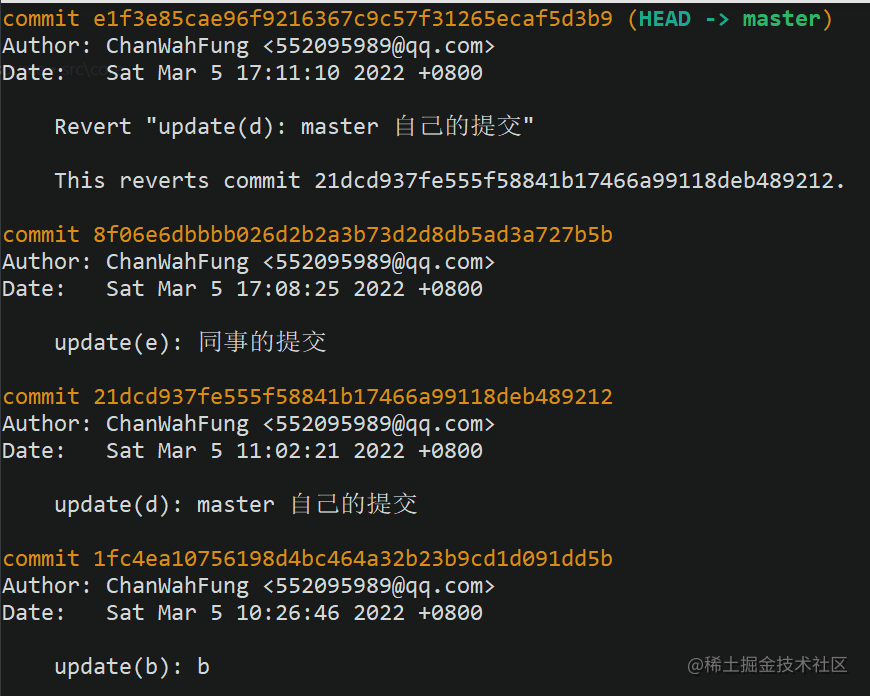 commit e1f3e85cae96f9216367c9c57f31265ecaf5d3b9 (HEAD -> master)
Author: ChanWahFung <552095989@qq.com>
Date:   Sat Mar 5 17:11:10 2022 +0800
Revert "update(d): master 自己的提交"
This reverts commit 21dcd937fe555f58841b17466a99118deb489212.
commit 8f06e6dbbbb026d2b2a3b73d2d8db5ad3a727b5b
Author: ChanWahFung <552095989@qq.com>
Date:   Sat Mar 5 17:08:25 2022 +0800
update(e): 同事的提交
commit 21dcd937fe555f58841b17466a99118deb489212
Author: ChanWahFung <552095989@qq.com>
Date:   Sat Mar 5 11:02:21 2022 +0800
update(d): master 自己的提交
commit 1fc4ea10756198d4bc464a32b23b9cd1d091dd5b
Author: ChanWahFung <552095989@qq.com>
Date:   Sat Mar 5 10:26:46 2022 +0800
update(b): b
@稀土掘金技术社区